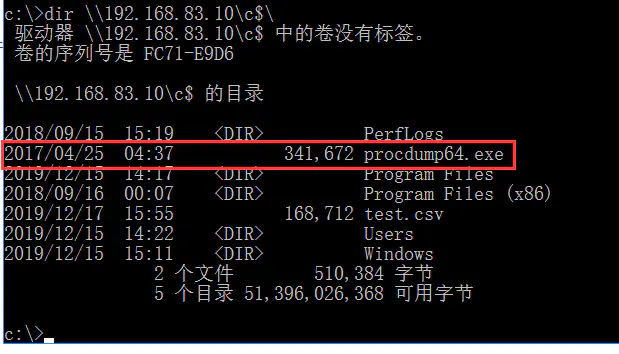 c:\>dir \\192.168.83.10\c$\
驱动器 \\192.168.83.10\c$ 中的卷没有标签。
卷的序列号是 FC71-E9D6
\\192.168.83.10\c$ 的目录
2018/09/15 15:19 <DIR> PerfLogs
2017/04/25 04:37 341,672 procdump64.exe
2019/12/15 14:17 <DIR> Program Files
2018/09/16 00:07 <DIR> Program Files (x86)
2019/12/17 15:55 168,712 test.csv
2019/12/15 14:22 <DIR> Users
2019/12/15 15:11 <DIR> Windows
2 个文件 510,384 字节
5 个目录 51,396,026,368 可用字节
c:\>